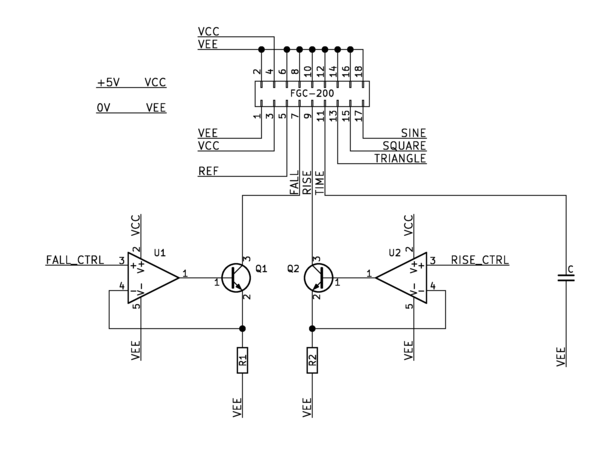 VCC
VEE
2 4 6 8 10 12 14 16 18
+5V VCC
FGC-200
0V VEE
1 3 5 7 9 11 13 15 17
VEE SINE
VCC SQUARE
TRIANGLE
REF
FALL RISE TIME
VCC VCC
U1 U2
2 2
FALL_CTRL 3 + V+ 3 3 V+ + 3 RISE_CTRL
Q1 Q2 C
1 1 1 1
4 - V- 2 2 V- - 4
5 5
VEE VEE VEE
R1 R2
VEE VEE